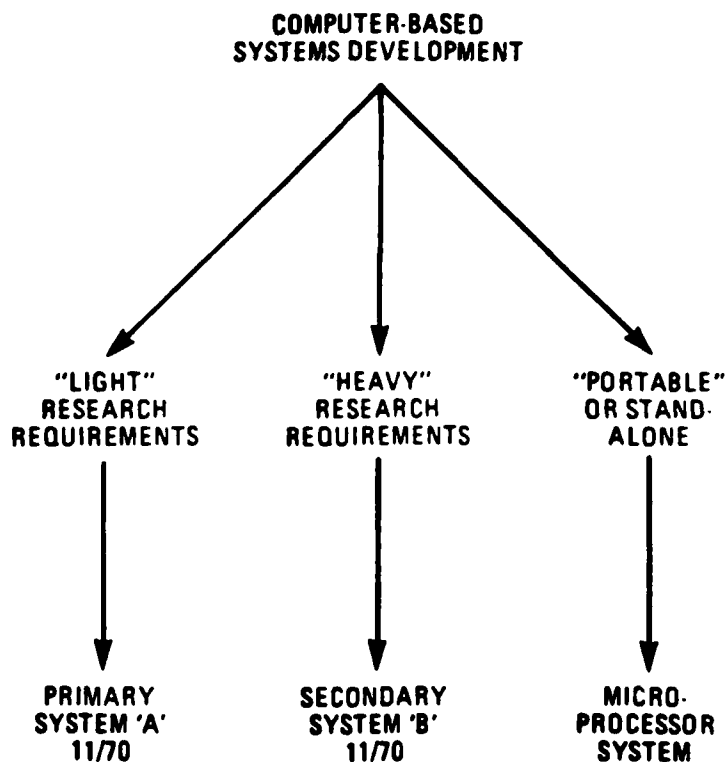 COMPUTER-BASED
SYSTEMS DEVELOPMENT
"LIGHT"
RESEARCH
REQUIREMENTS
"HEAVY"
RESEARCH
REQUIREMENTS
"PORTABLE"
OR STAND-
ALONE
PRIMARY
SYSTEM 'A'
11/70
SECONDARY
SYSTEM 'B'
11/70
MICRO-
PROCESSOR
SYSTEM